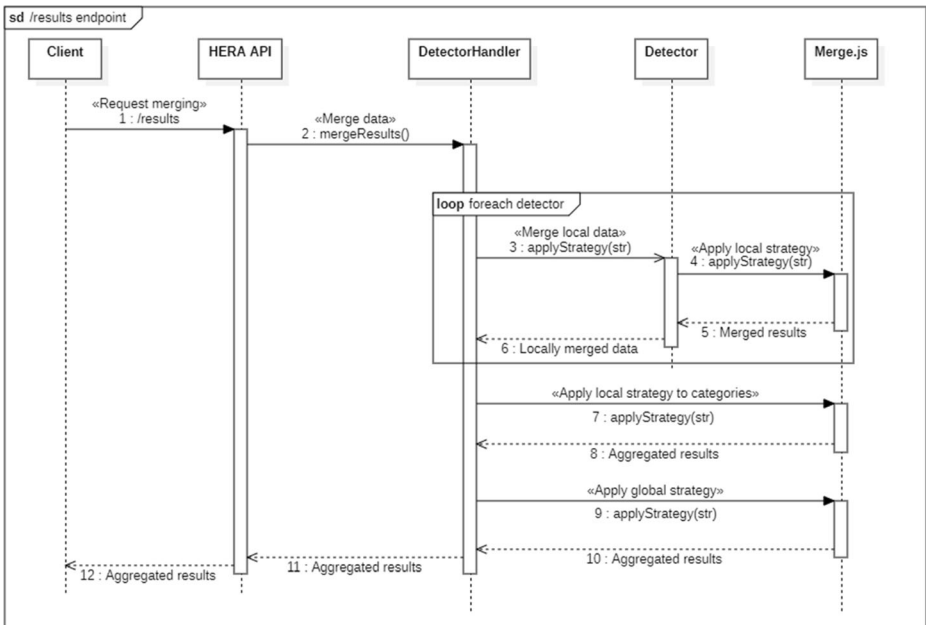 sd /results endpoint
Client
HERA API
DetectorHandler
Detector
Merge.js
«Request merging»
1 : /results
«Merge data»
2 : mergeResults()
loop foreach detector
«Merge local data»
3 : applyStrategy(str)
«Apply local strategy»
4 : applyStrategy(str)
5 : Merged results
6 : Locally merged data
«Apply local strategy to categories»
7 : applyStrategy(str)
8 : Aggregated results
«Apply global strategy»
9 : applyStrategy(str)
10 : Aggregated results
11 : Aggregated results
12 : Aggregated results